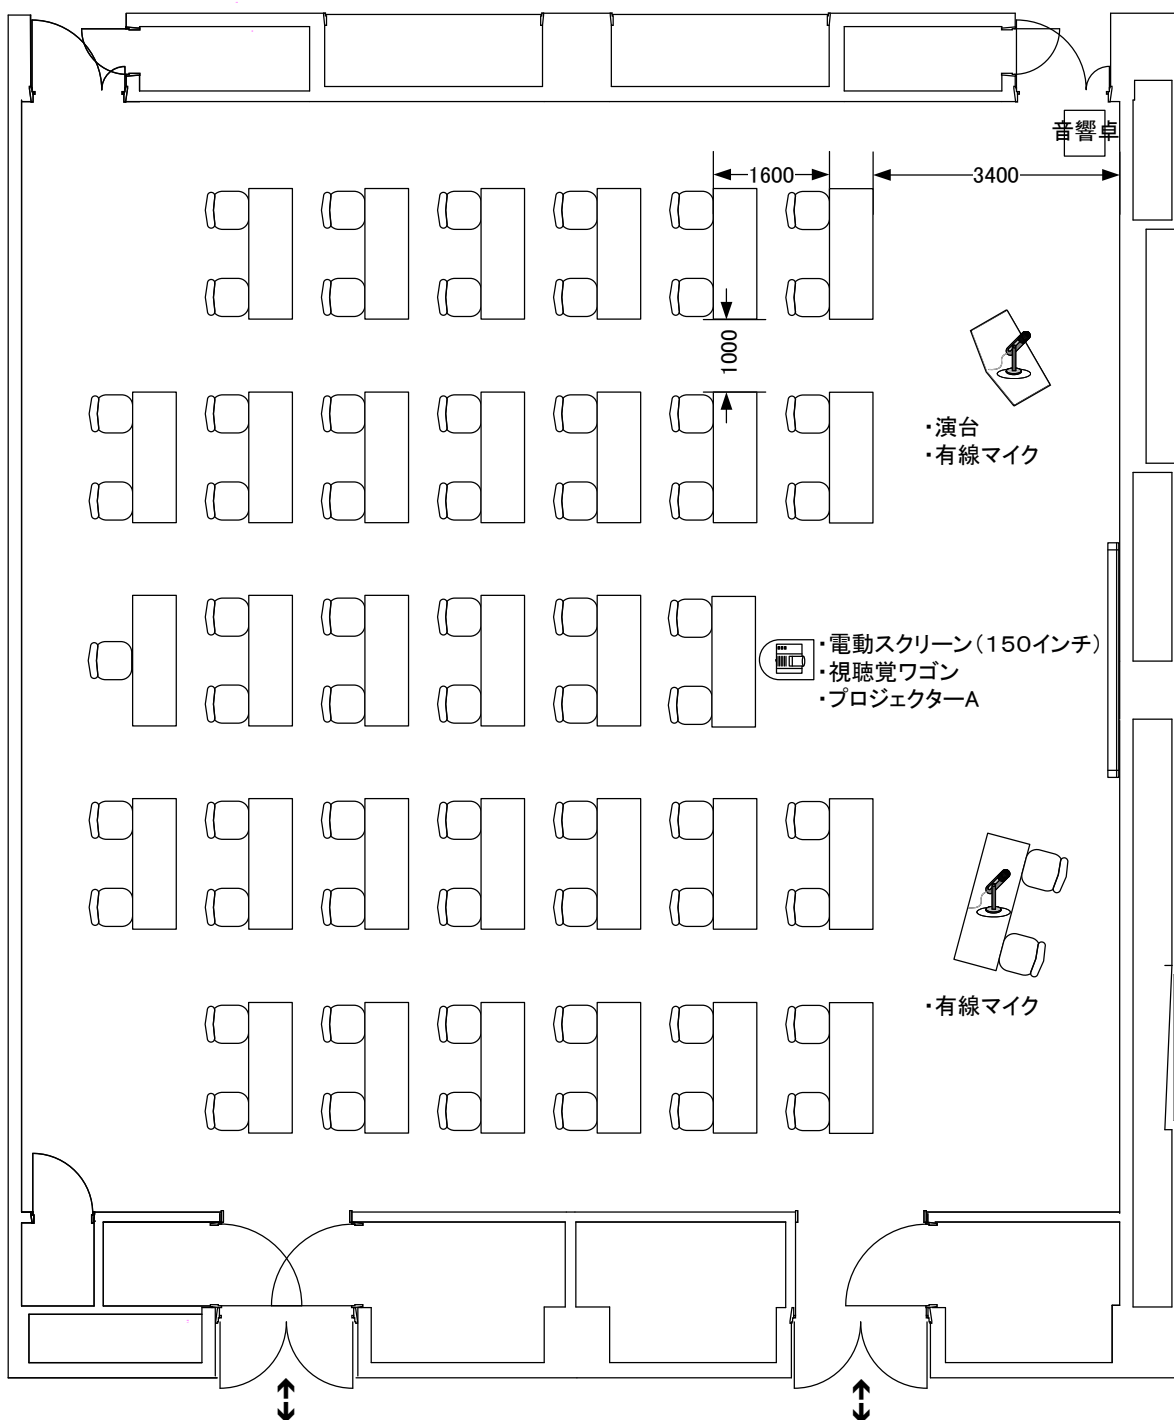 音響卓
1600
3400
1000
・演台
・有線マイク
・電動スクリーン（１５０インチ）
・視聴覚ワゴン
・プロジェクターA
・有線マイク